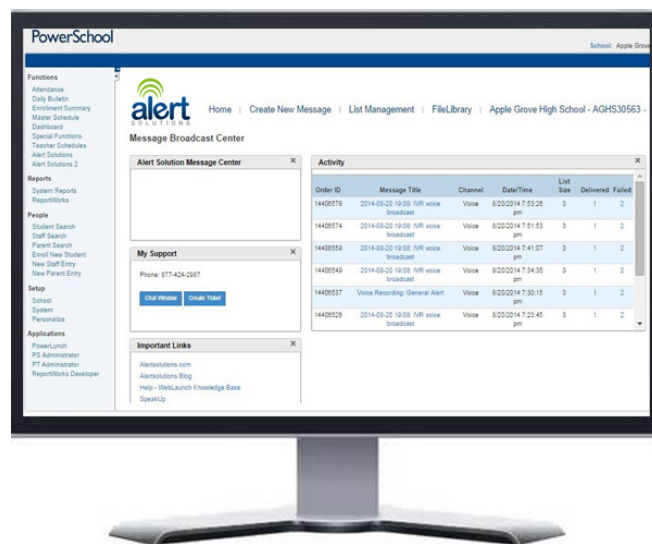 PowerSchool
School: Apple Grove
Functions
Attendance
Daily Bulletin
Enrollment Summary
Master Schedule
Dashboard
Special Functions
Teacher Schedules
Alert Solutions
Alert Solutions 2
Reports
System Reports
ReportWorks
People
Student Search
Staff Search
Parent Search
Enroll New Student
New Staff Entry
New Parent Entry
Setup
School
System
Personalize
Applications
PowerLunch
PS Administrator
PT Administrator
ReportWorks Developer
alert
SOLUTIONS
Home | Create New Message | List Management | FileLibrary | Apple Grove High School - AGHS30563 -
Message Broadcast Center
Alert Solution Message Center
My Support
Phone: 877-424-2987
Chat Window Create Ticket
Important Links
Alertsolutions.com
Alertsolutions Blog
Help - WebLaunch Knowledge Base
SpeakUp
Activity
Order ID Message Title Channel Date/Time List Size Delivered Failed
14406578 2014-08-20 19:08: IVR voice broadcast Voice 8/20/2014 7:53:26 pm 3 1 2
14406574 2014-08-20 19:08: IVR voice broadcast Voice 8/20/2014 7:51:53 pm 3 1 2
14406559 2014-08-20 19:08: IVR voice broadcast Voice 8/20/2014 7:41:07 pm 3 1 2
14406549 2014-08-20 19:08: IVR voice broadcast Voice 8/20/2014 7:34:35 pm 3 1 2
14406537 Voice Recording: General Alert Voice 8/20/2014 7:30:15 pm 3 1 2
14406526 2014-08-20 19:08: IVR voice broadcast Voice 8/20/2014 7:23:45 pm 3 1 2